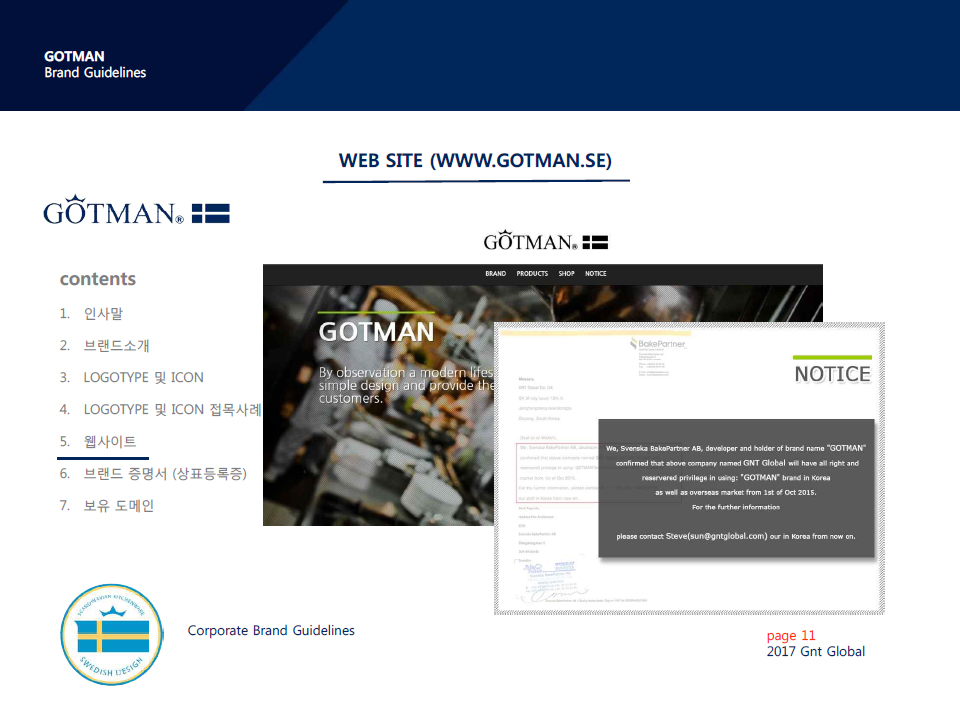 GOTMAN
Brand Guidelines
WEB SITE (WWW.GOTMAN.SE)
GÖTMAN®
contents
1. 인사말
2. 브랜드소개
3. LOGOTYPE 및 ICON
4. LOGOTYPE 및 ICON 접목사례
5. 웹사이트
6. 브랜드 증명서 (상표등록증)
7. 보유 도메인
GÖTMAN®
BRAND PRODUCTS SHOP NOTICE
GOTMAN
By observation a modern lifes
simple design and provide the
customers.
BakePartner
NOTICE
We, Svenska BakePartner AB, developer and holder of brand name "GOTMAN"
confirmed that above company named GNT Global will have all right and
reservered privilege in using: "GOTMAN" brand in Korea
as well as overseas market from 1st of Oct 2015.
For the further information
please contact Steve(sun@gntglobal.com) our in Korea from now on.
SCANDINAVIAN KITCHENWARE
SWEDISH DESIGN
Corporate Brand Guidelines
page 11
2017 Gnt Global